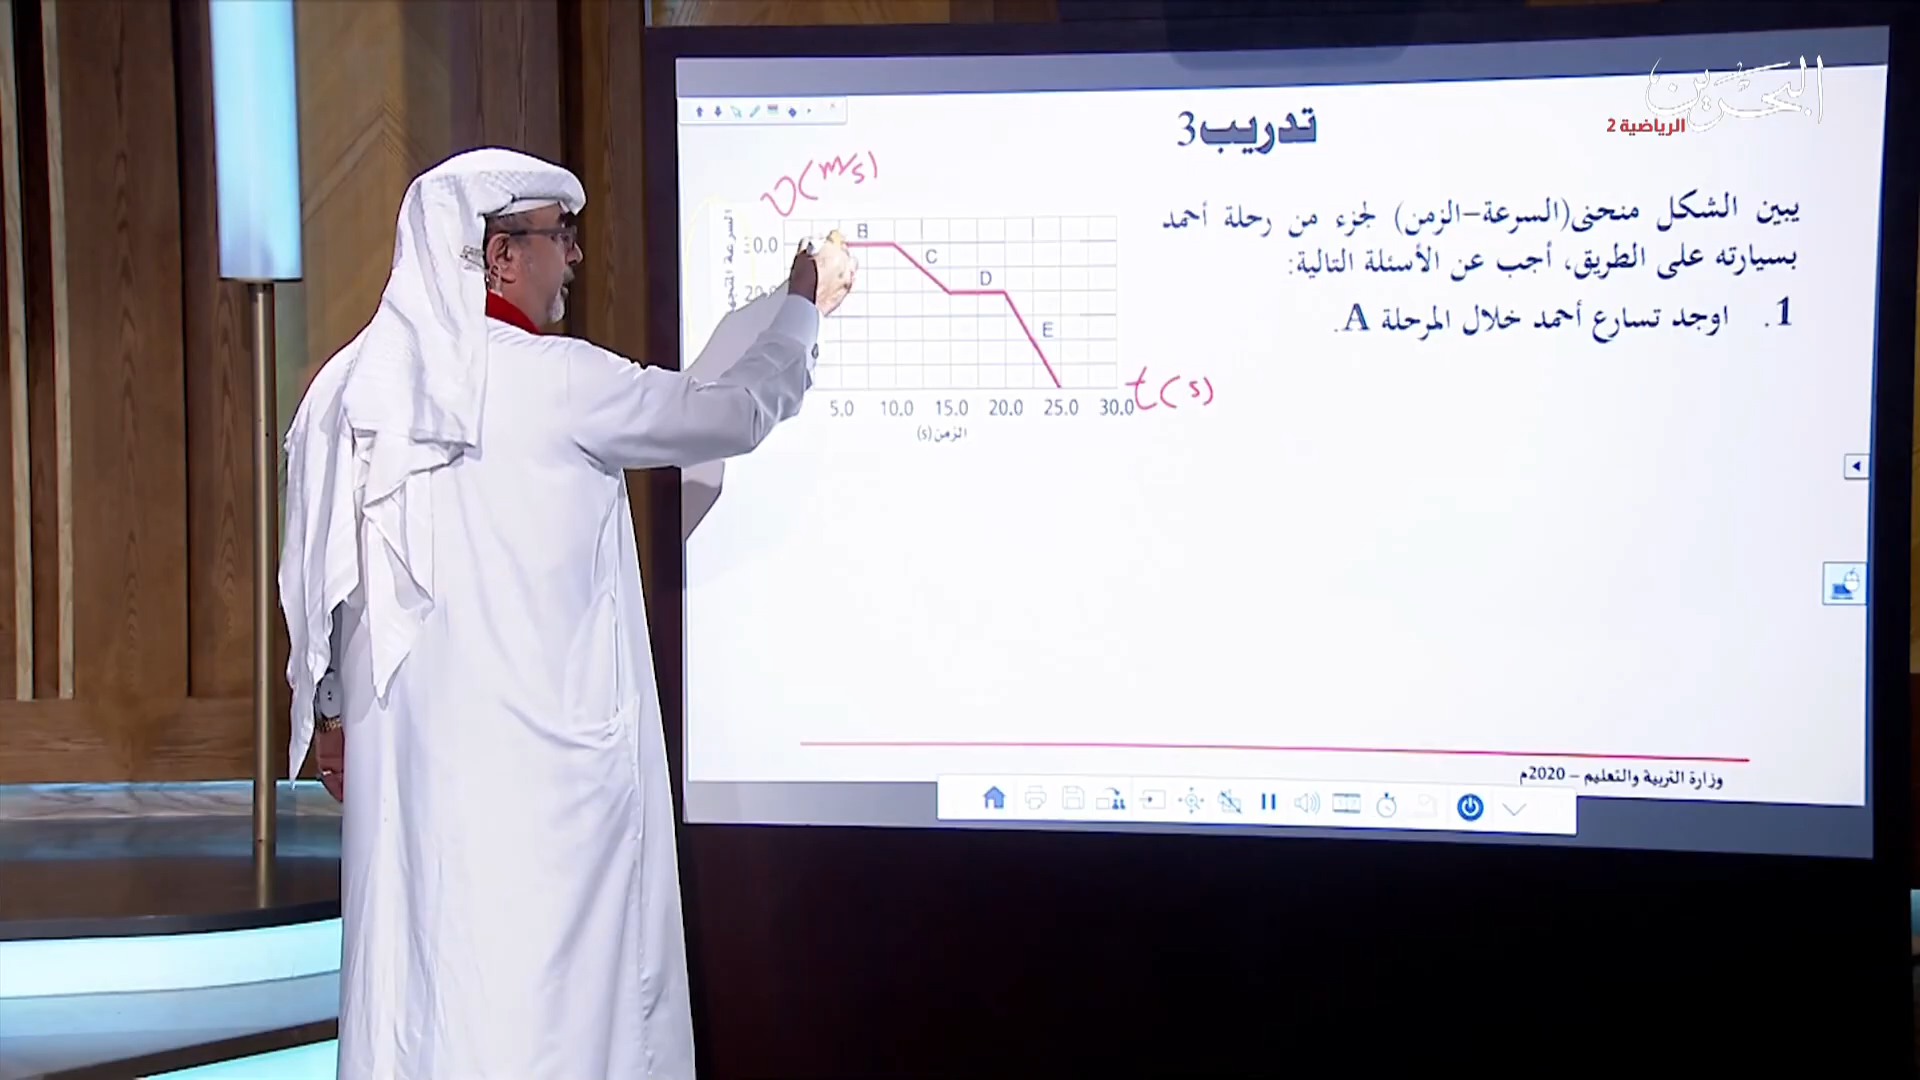 البحرين
الرياضية 2
تدريب3
يبين الشكل منحنى(السرعة-الزمن) لجزء من رحلة أحمد
بسيارته على الطريق، أجب عن الأسئلة التالية:
1. اوجد تسارع أحمد خلال المرحلة A.
v(m/s)
B
C
D
E
5.0 10.0 15.0 20.0 25.0 30.0
t(s)
الزمن(s)
وزارة التربية والتعليم – 2020م